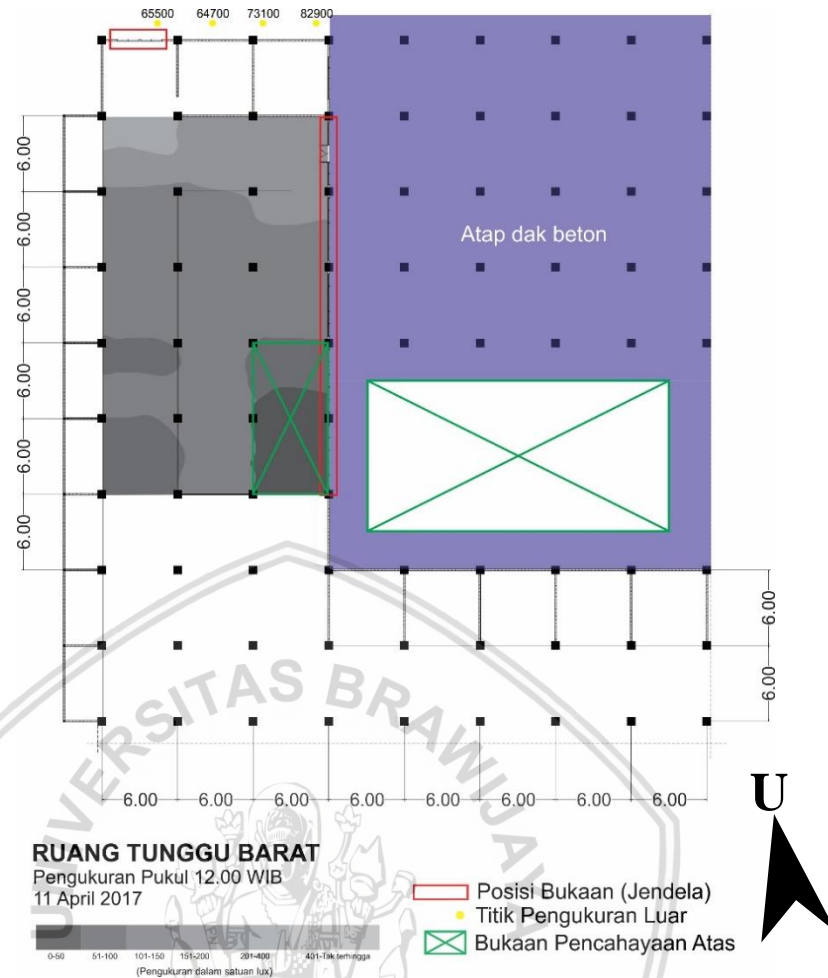 65500 64700 73100 82900
6.00
6.00
6.00
6.00
6.00
6.00
Atap dak beton
6.00
6.00
6.00 6.00 6.00 6.00 6.00 6.00 6.00 6.00
UNIVERSITAS BRAWIJAYA
U
RUANG TUNGGU BARAT
Pengukuran Pukul 12.00 WIB
11 April 2017
0-50 51-100 101-150 151-200 201-400 401-Tak terhingga
(Pengukuran dalam satuan lux)
Posisi Bukaan (Jendela)
Titik Pengukuran Luar
Bukaan Pencahayaan Atas